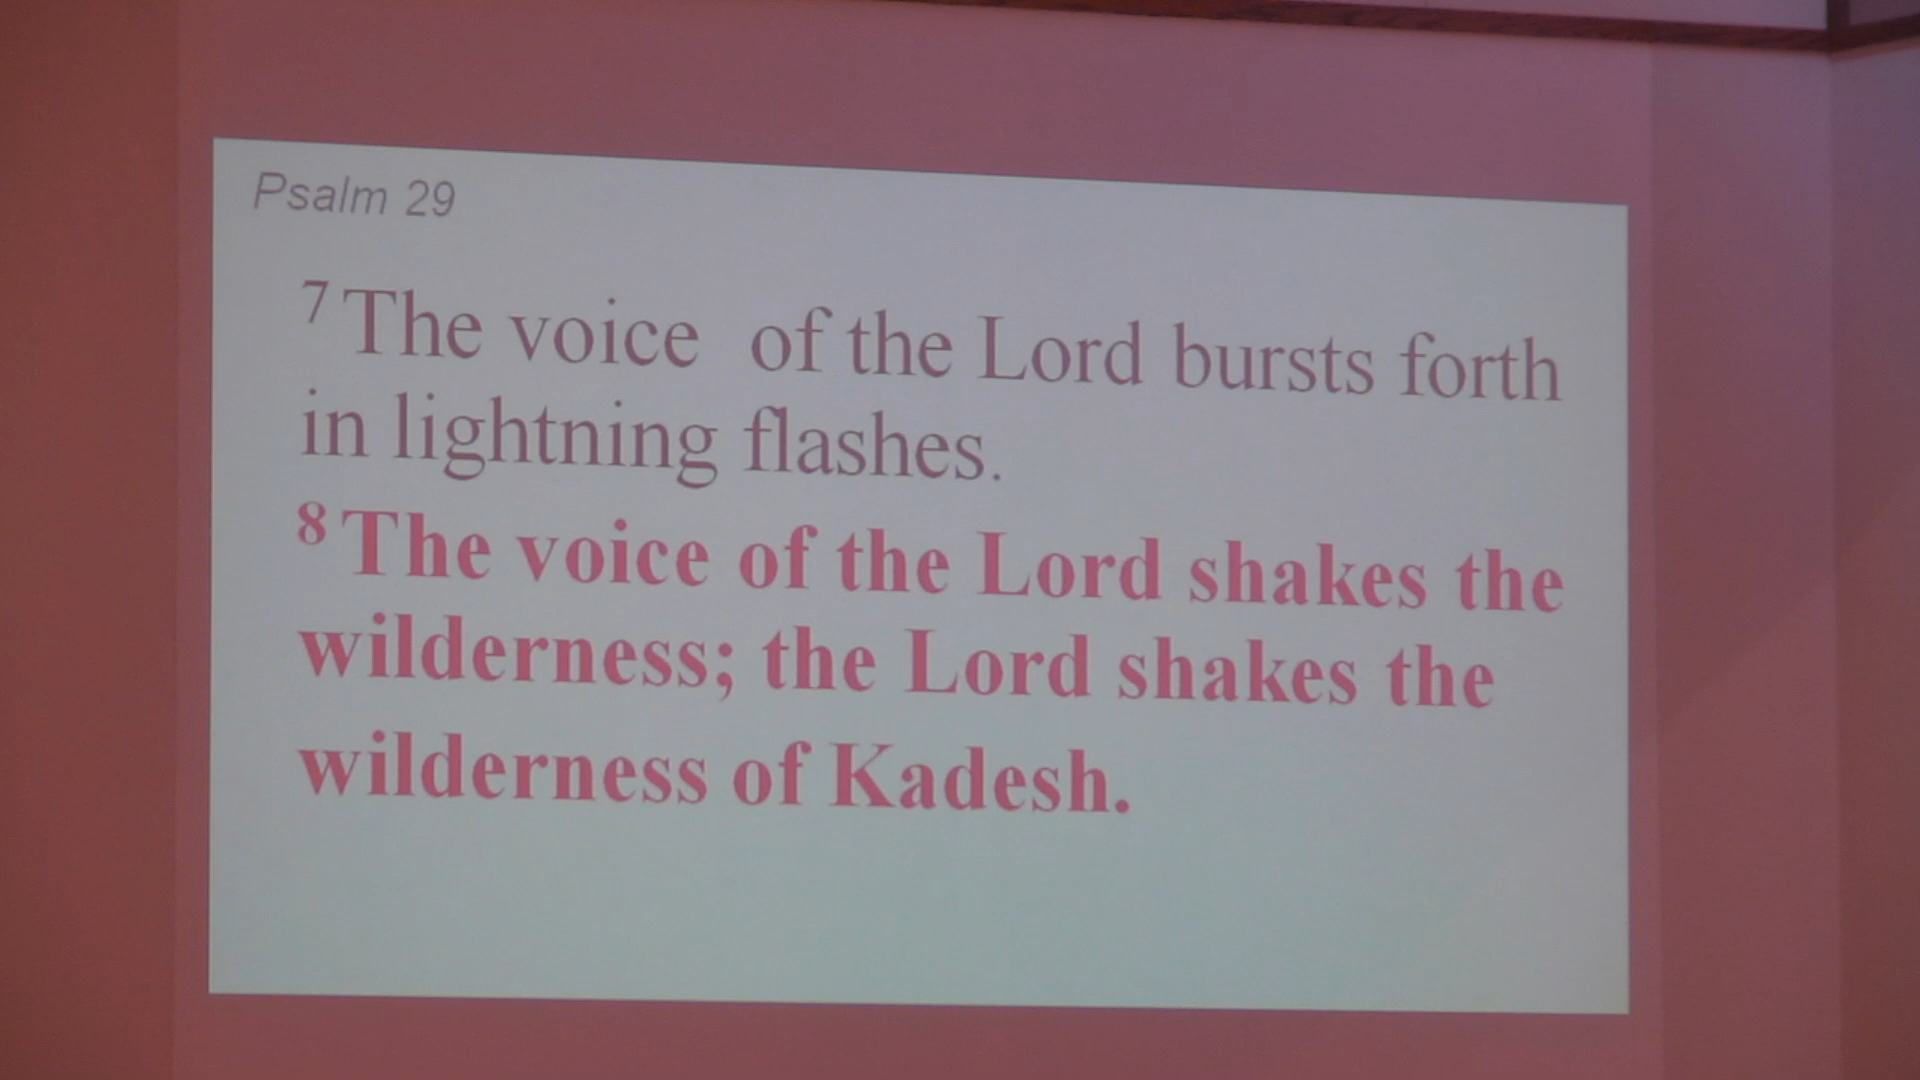 Psalm 29
7 The voice  of the Lord bursts forth
in lightning flashes.
8 The voice of the Lord shakes the
wilderness; the Lord shakes the
wilderness of Kadesh.